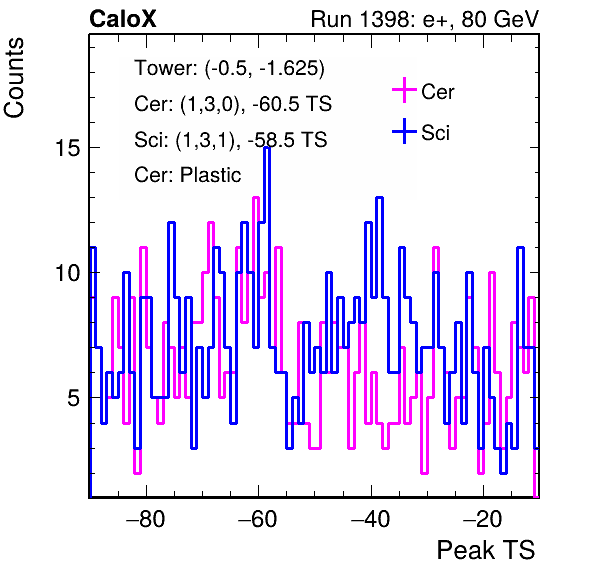 CaloX Run 1398: e+, 80 GeV
Counts
Tower: (-0.5, -1.625)
Cer: (1,3,0), -60.5 TS
Sci: (1,3,1), -58.5 TS
Cer: Plastic
Cer
Sci
15
10
5
−80 −60 −40 −20
Peak TS